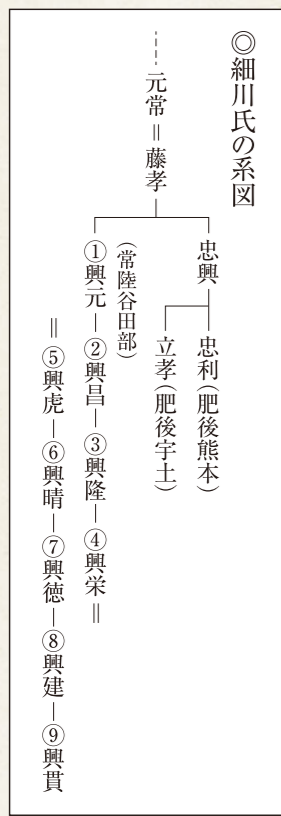 ◎細川氏の系図
元常＝藤孝
忠興
忠利(肥後熊本)
立孝(肥後宇土)
(常陸谷田部)
①興元―②興昌―③興隆―④興栄＝
＝⑤興虎―⑥興晴―⑦興徳―⑧興建―⑨興貫